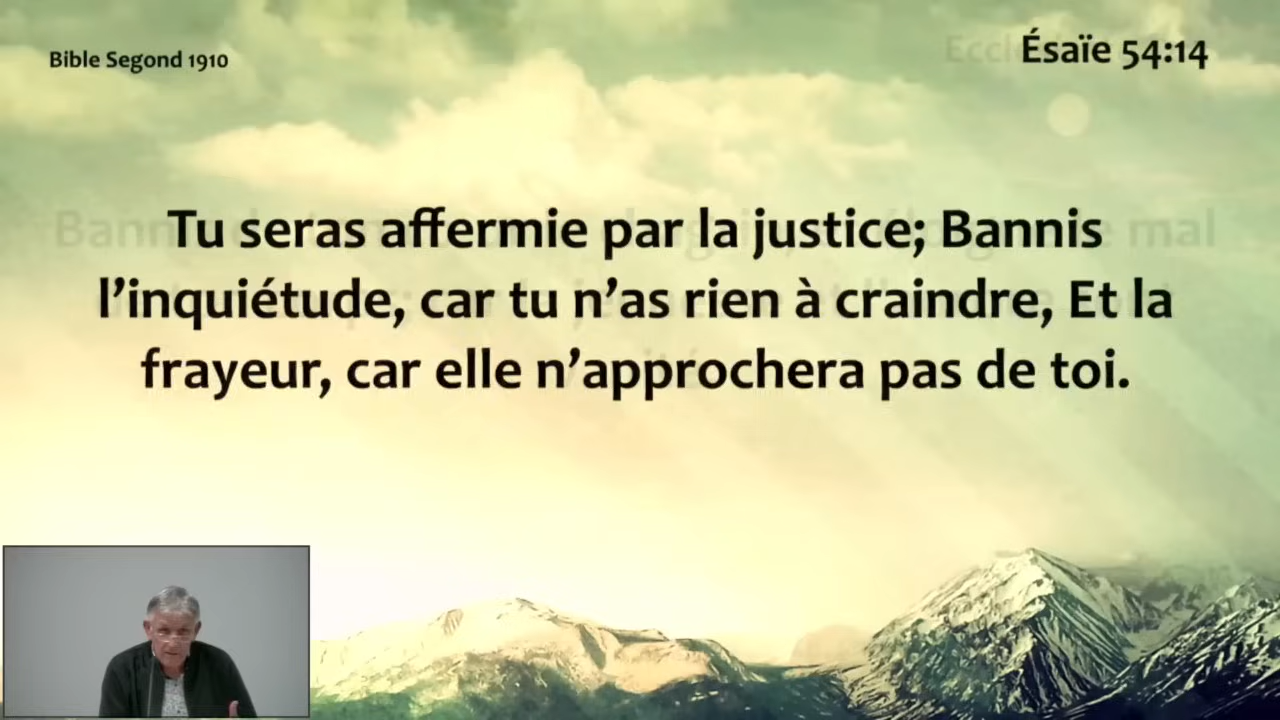 Bible Segond 1910
Ésaïe 54:14
Tu seras affermie par la justice; Bannis
l’inquiétude, car tu n’as rien à craindre, Et la
frayeur, car elle n’approchera pas de toi.